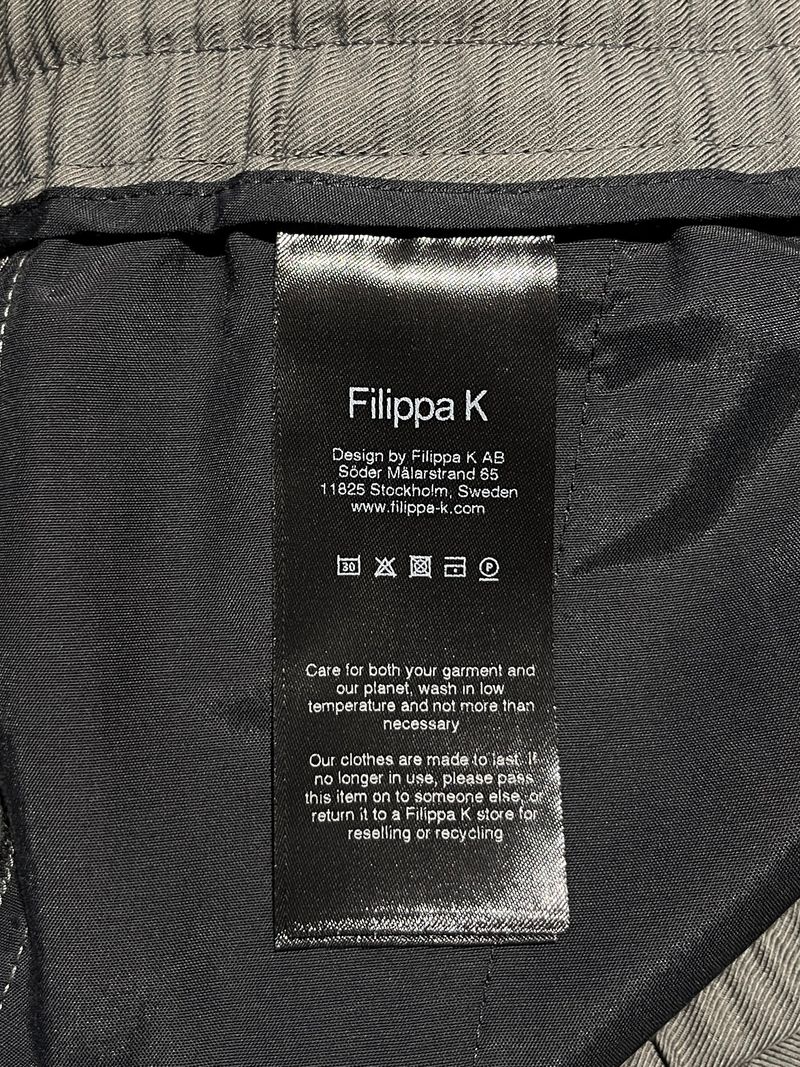 Filippa K
Design by Filippa K AB
Söder Mälarstrand 65
11825 Stockholm, Sweden
www.filippa-k.com
30 P
Care for both your garment and
our planet, wash in low
temperature and not more than
necessary
Our clothes are made to last. If
no longer in use, please pass
this item on to someone else, or
return it to a Filippa K store for
reselling or recycling